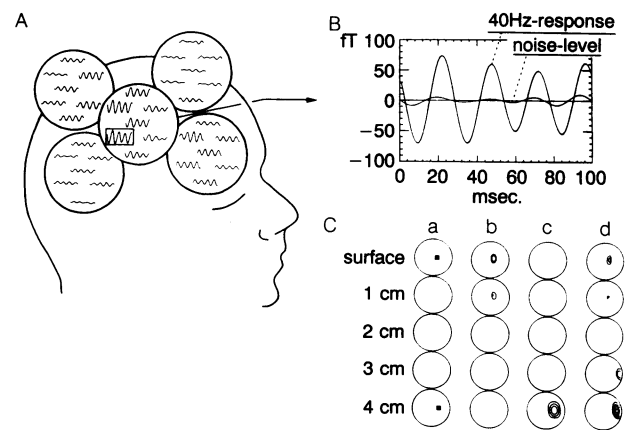 A
B
40Hz-response
noise-level
fT
100
50
0
−50
−100
0 20 40 60 80 100
msec.
C
a b c d
surface
1 cm
2 cm
3 cm
4 cm